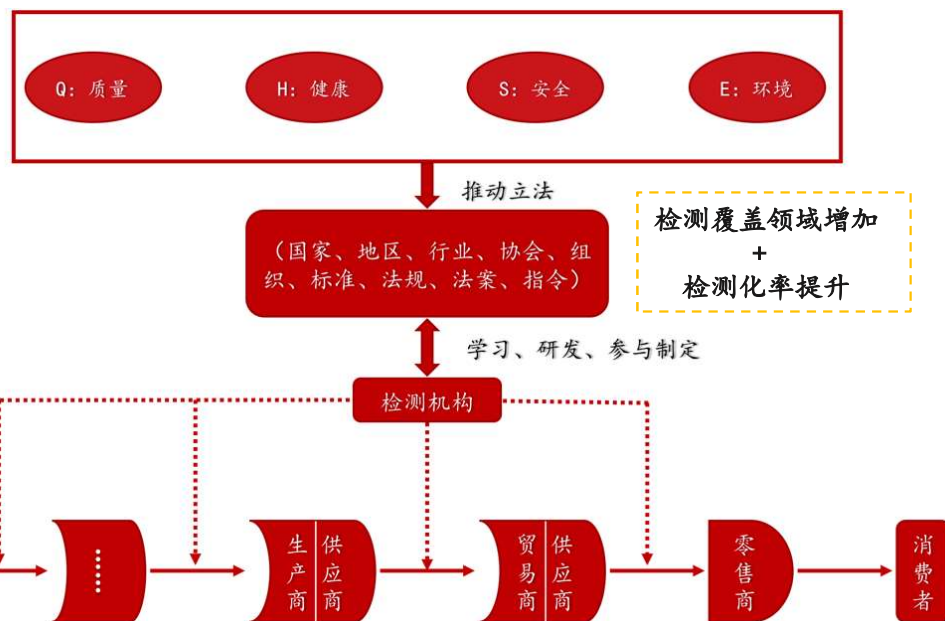 Q: 质量
H: 健康
S: 安全
E: 环境
推动立法
检测覆盖领域增加
+
检测化率提升
（国家、地区、行业、协会、组
织、标准、法规、法案、指令）
学习、研发、参与制定
检测机构
……
生产商
供应商
贸易商
供应商
零售商
消费者